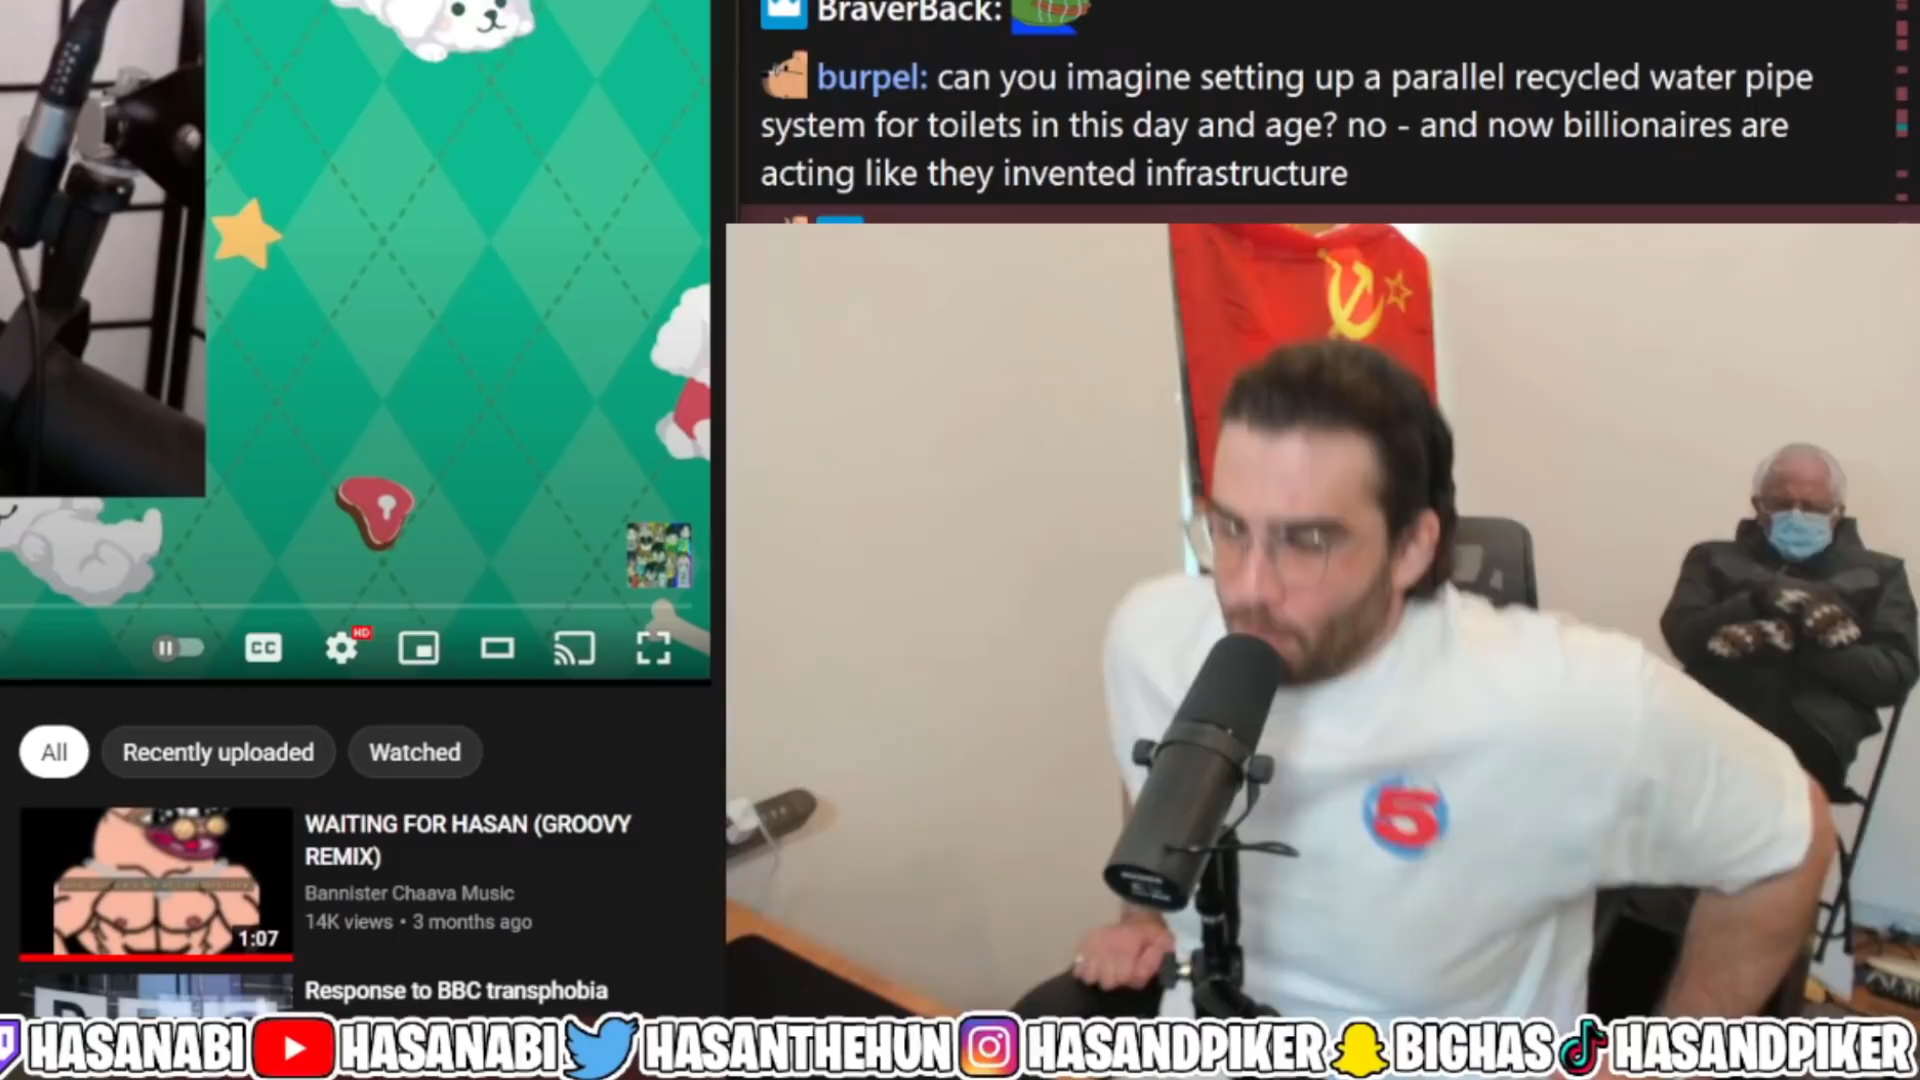 BraverBack:
burpel: can you imagine setting up a parallel recycled water pipe
system for toilets in this day and age? no - and now billionaires are
acting like they invented infrastructure
CC
HD
5
All
Recently uploaded
Watched
WAITING FOR HASAN (GROOVY
REMIX)
Bannister Chaava Music
14K views • 3 months ago
1:07
Response to BBC transphobia
HASANABI HASANABI HASANTHEHUN HASANDPIKER BIGHAS HASANDPIKER